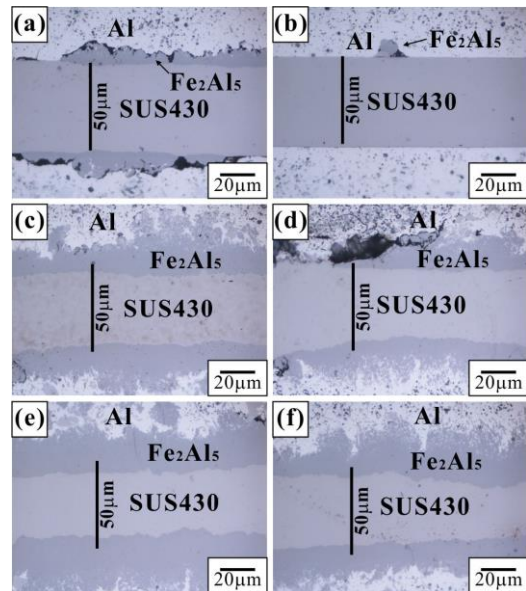 (a)
Al
Fe₂Al₅
50μm
SUS430
20μm
(b)
Al
Fe₂Al₅
50μm
SUS430
20μm
(c)
Al
Fe₂Al₅
50μm
SUS430
20μm
(d)
Al
Fe₂Al₅
50μm
SUS430
20μm
(e)
Al
Fe₂Al₅
50μm
SUS430
20μm
(f)
Al
Fe₂Al₅
50μm
SUS430
20μm